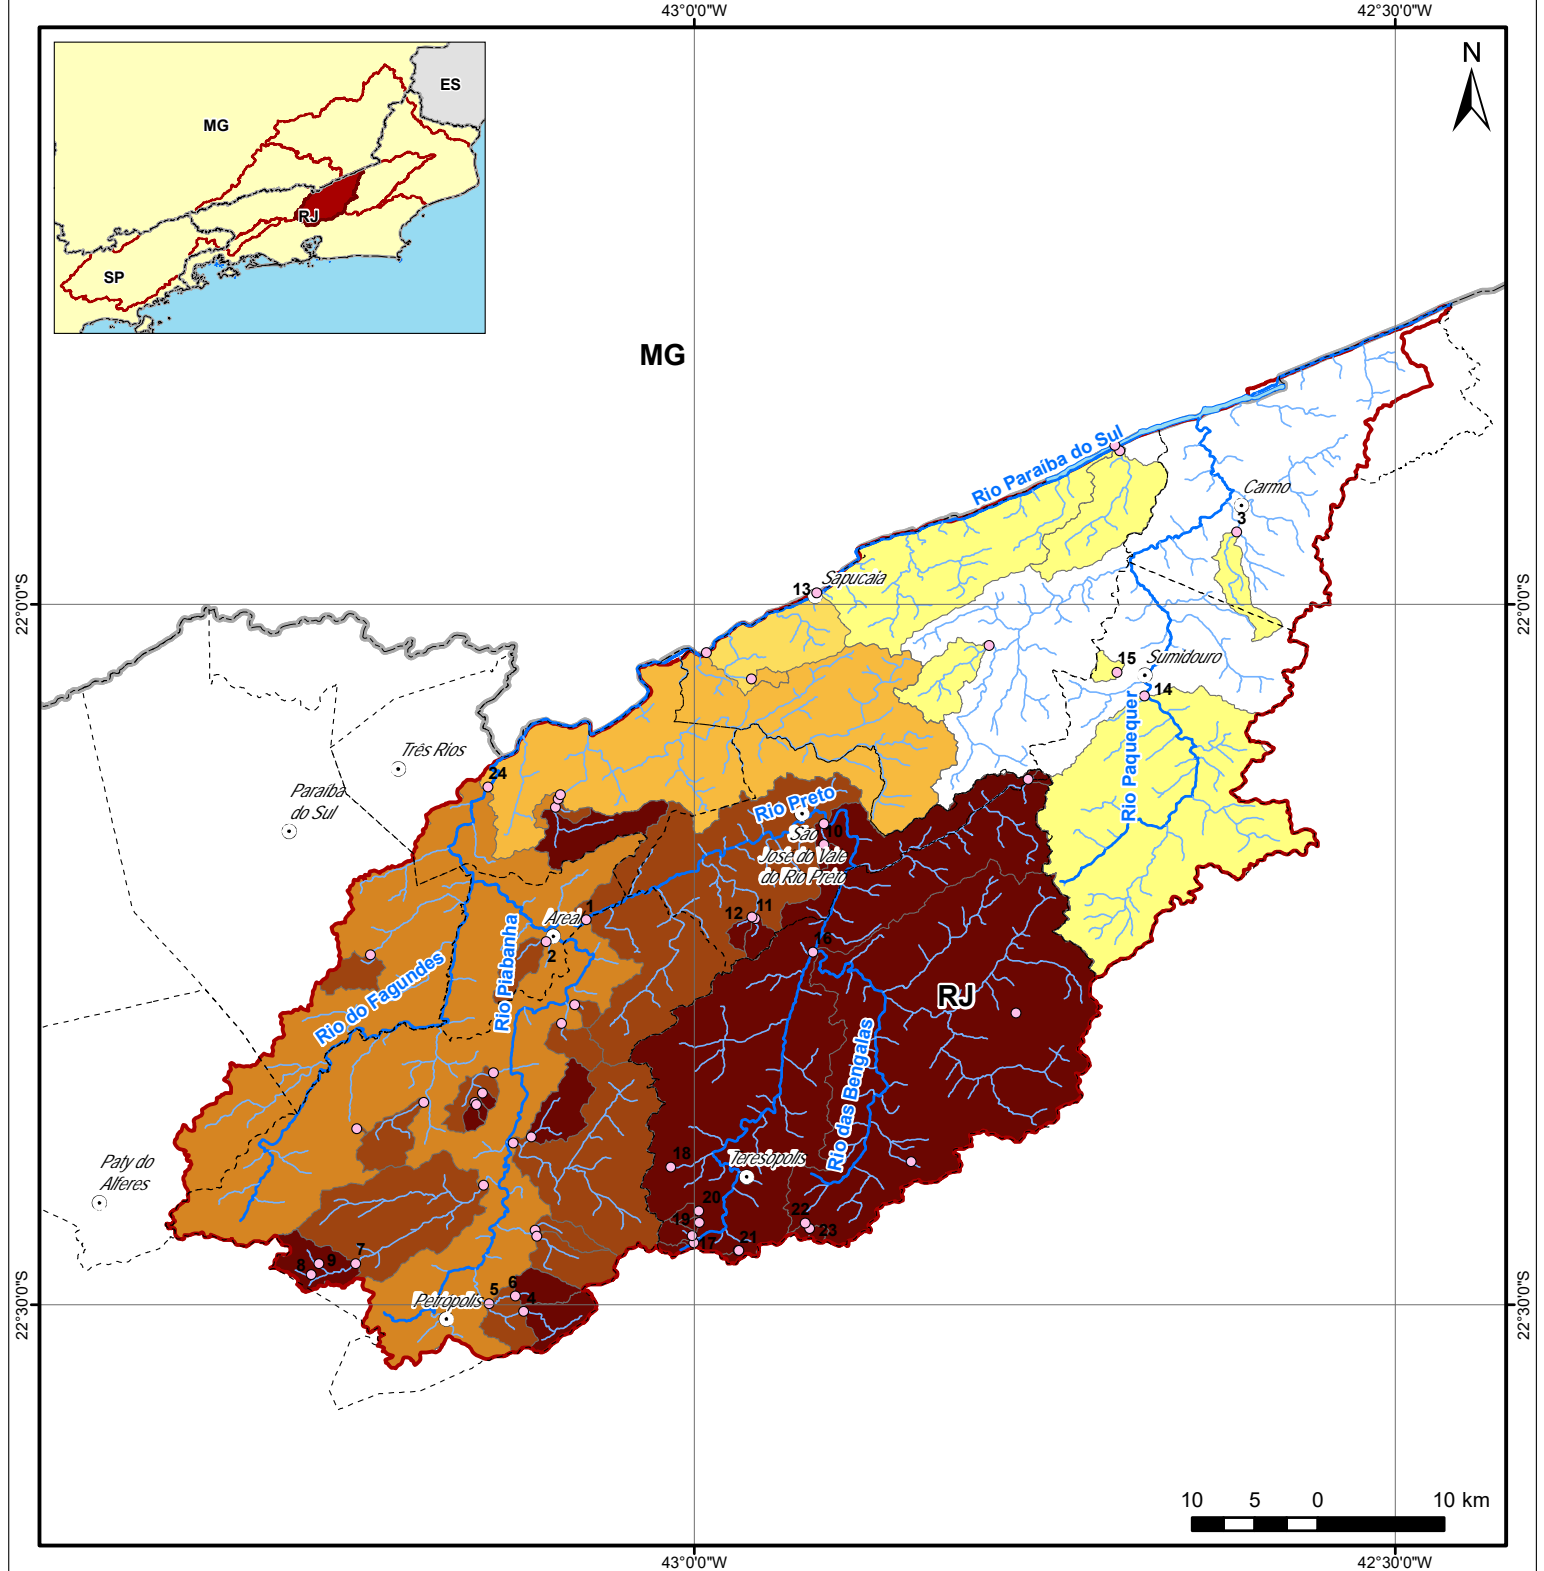 43°0'0"W
42°30'0"W
N
ES
MG
RJ
SP
MG
Rio Paraíba do Sul
Carmo
3
Sapucaia
13
22°0'0"S
22°0'0"S
15
Sumidouro
14
Rio Paquequer
Três Rios
24
Paraíba
do Sul
Rio Preto
10
São
José do Vale
do Rio Preto
1
Areal
2
12
11
16
Rio Piabanha
Rio do Fagundes
RJ
Rio das Bengalas
Paty do
Alferes
18
Teresópolis
20
19
17
21
22
23
7
9
8
6
5
4
Petrópolis
22°30'0"S
22°30'0"S
10 5 0 10 km
43°0'0"W
42°30'0"W